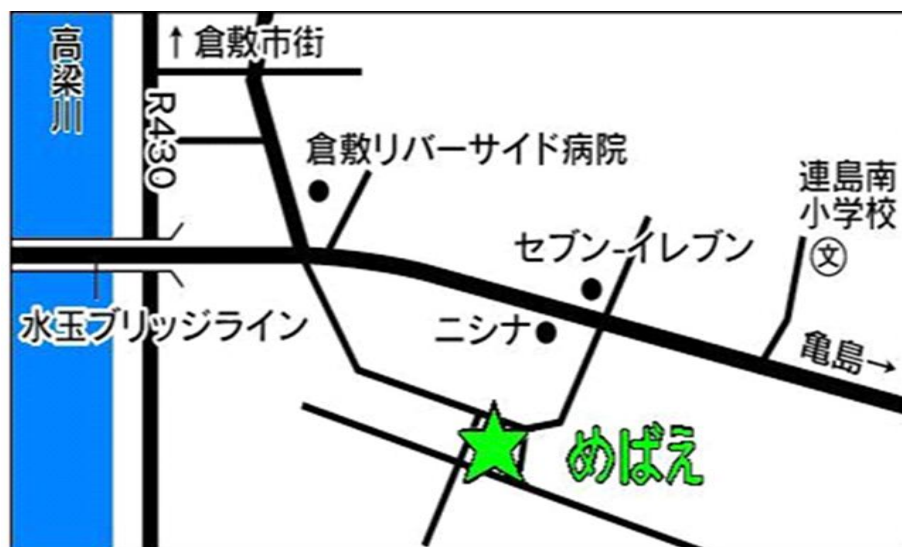 高梁川
↑倉敷市街
R430
倉敷リバーサイド病院
連島南
小学校
文
セブン-イレブン
水玉ブリッジライン
ニシナ
亀島→
めばえ